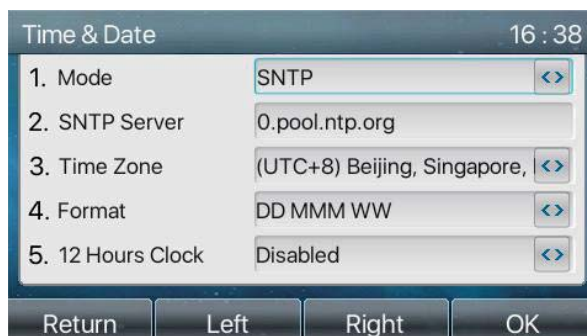 Time & Date 16:38
1. Mode SNTP
2. SNTP Server 0.pool.ntp.org
3. Time Zone (UTC+8) Beijing, Singapore,
4. Format DD MMM WW
5. 12 Hours Clock Disabled
Return Left Right OK